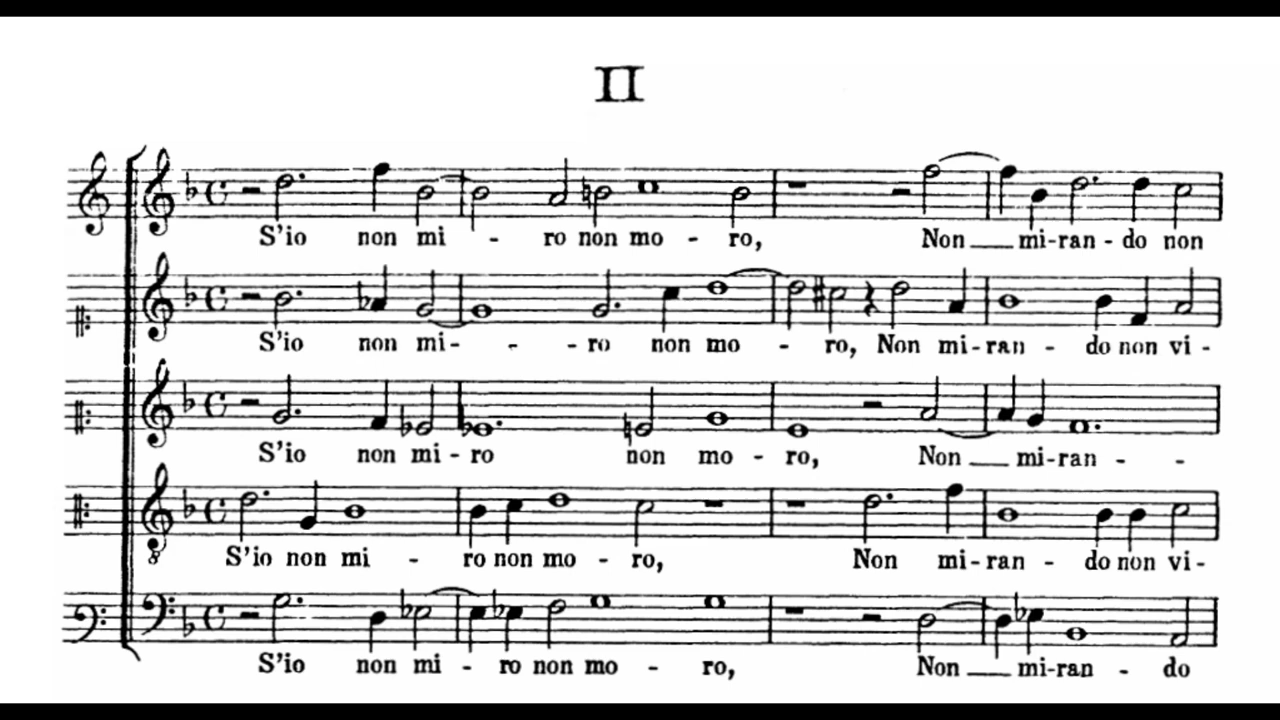 II
S'io non mi - ro non mo - ro, Non mi-ran - do non
S'io non mi - - - ro non mo - ro, Non mi-ran - do non vi -
S'io non mi - ro non mo - ro, Non mi-ran - -
8
S'io non mi - ro non mo - ro, Non mi-ran - do non vi-
S'io non mi - ro non mo - ro, Non mi-ran - do